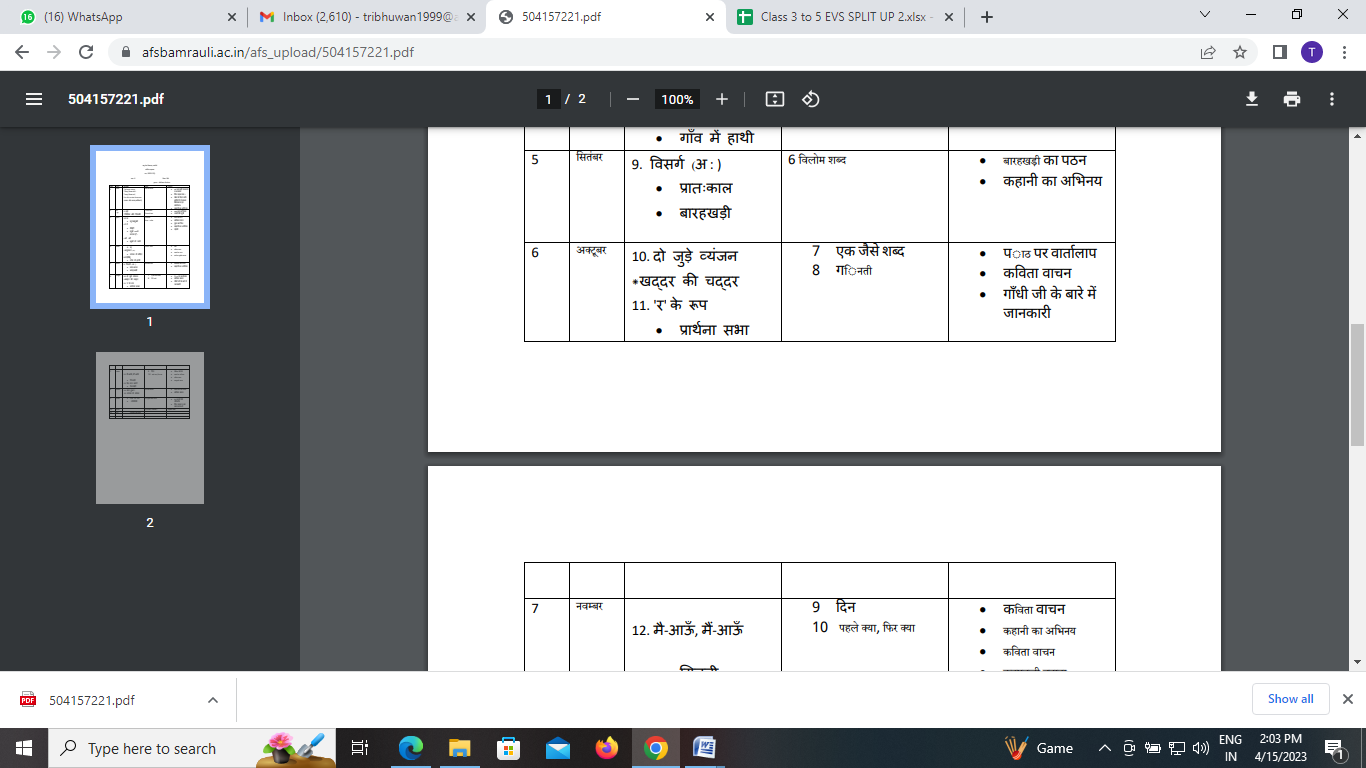 (16) WhatsApp
Inbox (2,610) - tribhuwan1999@
504157221.pdf
Class 3 to 5 EVS SPLIT UP 2.xlsx -
afsbamrauli.ac.in/afs_upload/504157221.pdf
T
504157221.pdf
1 / 2
100%
गाँव में हाथी
5
सितंबर
9. विसर्ग (अ : )
• प्रातःकाल
• बारहखड़ी
6 विलोम शब्द
• बारहखड़ी का पठन
• कहानी का अभिनय
6
अक्टूबर
10. दो जुड़े व्यंजन
*खद्दर की चद्दर
11. 'र' के रूप
• प्रार्थना सभा
7 एक जैसे शब्द
8 गिनती
• पाठ पर वार्तालाप
• कविता वाचन
• गाँधी जी के बारे में
जानकारी
1
2
7
नवम्बर
12. मै-आऊँ, मैं-आऊँ
9 दिन
10 पहले क्या, फिर क्या
• कविता वाचन
• कहानी का अभिनय
• कविता वाचन
504157221.pdf
Show all
Type here to search
Game
ENG
IN
2:03 PM
4/15/2023
1